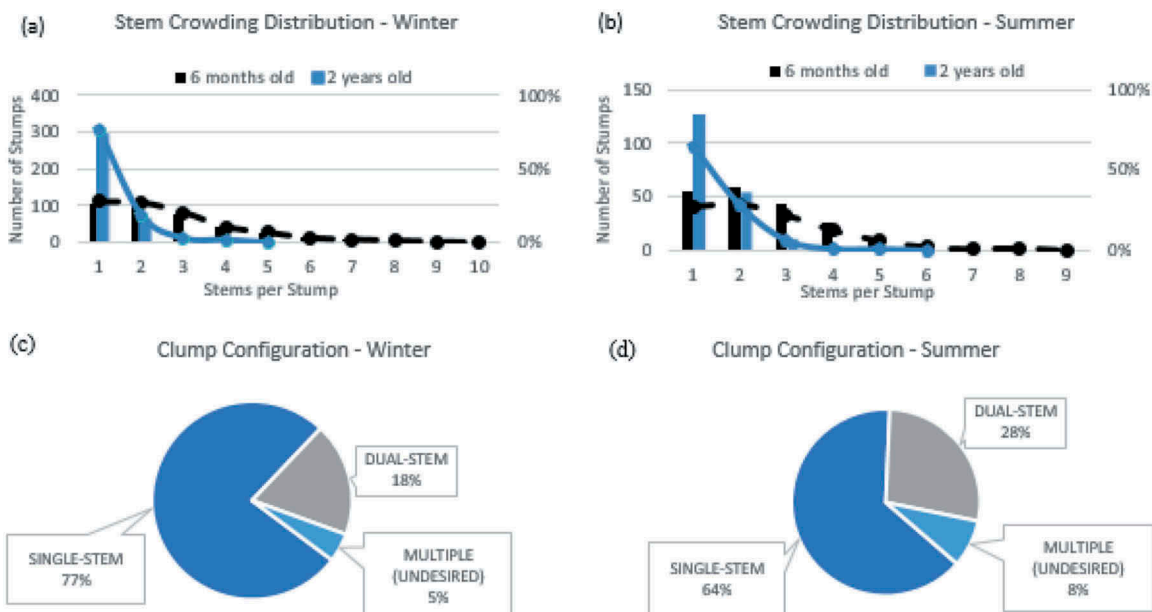 (a)
Stem Crowding Distribution - Winter
6 months old
2 years old
400
300
200
100
0
Number of Stumps
100%
50%
0%
1 2 3 4 5 6 7 8 9 10
Stems per Stump
(b)
Stem Crowding Distribution - Summer
6 months old
2 years old
150
100
50
0
Number of Stumps
100%
50%
0%
1 2 3 4 5 6 7 8 9
Stems per Stump
(c)
Clump Configuration - Winter
DUAL-STEM
18%
SINGLE-STEM
77%
MULTIPLE
(UNDESIRED)
5%
(d)
Clump Configuration - Summer
DUAL-STEM
28%
SINGLE-STEM
64%
MULTIPLE
(UNDESIRED)
8%